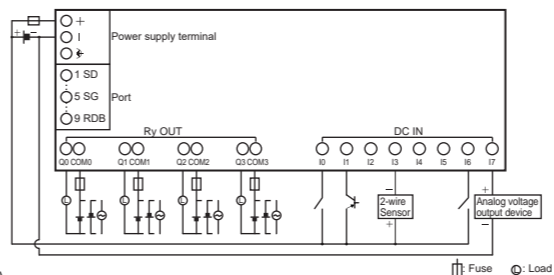 +
+ −
I
Power supply terminal
1 SD
5 SG
Port
9 RDB
Ry OUT
DC IN
Q0 COM0 Q1 COM1 Q2 COM2 Q3 COM3
I0 I1 I2 I3 I4 I5 I6 I7
L L L L
−
2-wire
Sensor
+
+
Analog voltage
output device
−
: Fuse L: Load